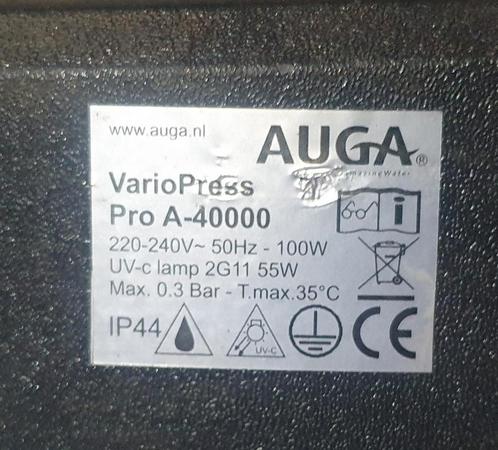 www.auga.nl
AUGA®
VarioPress
Pro A-40000
220-240V~ 50Hz - 100W
UV-c lamp 2G11 55W
Max. 0.3 Bar - T.max.35°C
IP44
UV-C
CE